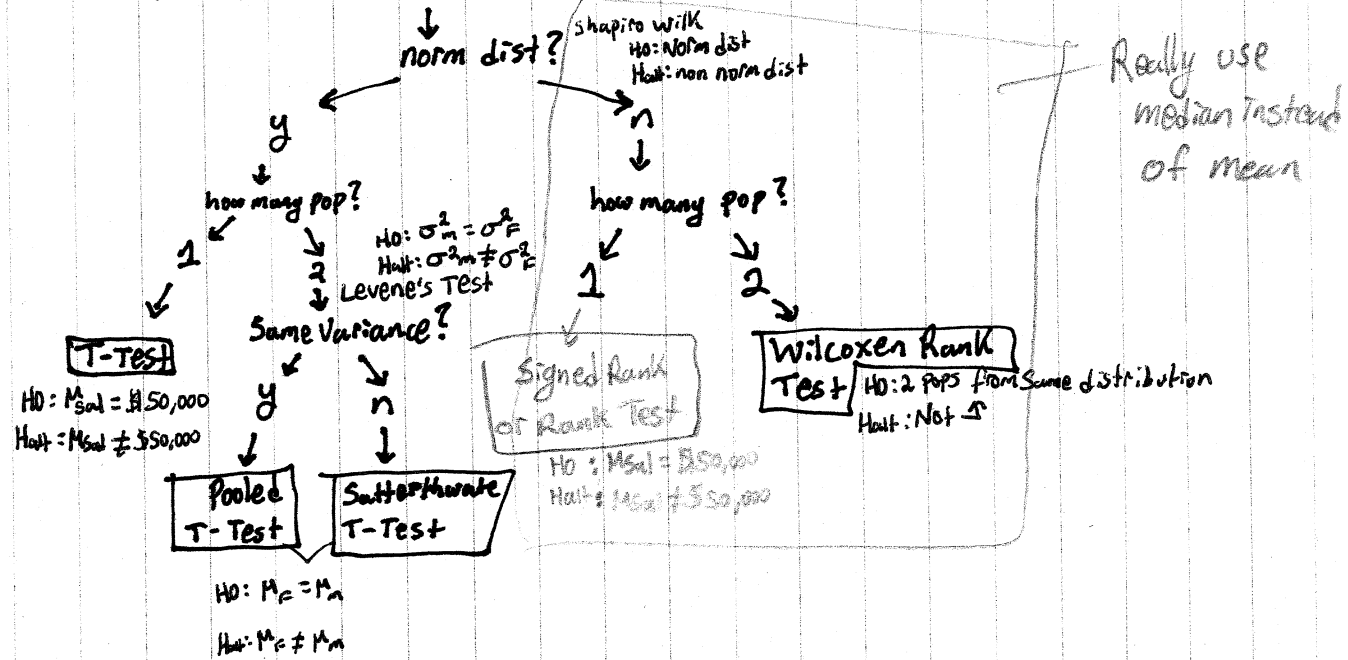 norm dist?
shapiro wilk
H0: Norm dist
Halt: non norm dist
Really use
median instead
of mean
y
n
how many pop?
how many pop?
1
2
H0: σ²m = σ²F
Halt: σ²m ≠ σ²F
Levene's Test
1
2
Same Variance?
T-Test
H0: μsal = $50,000
Halt = μsal ≠ $50,000
y
n
Signed Rank
or Rank Test
H0: μsal = $50,000
Halt: μsal ≠ $50,000
Wilcoxen Rank
Test
H0: 2 pops from same distribution
Halt: Not ↑
Pooled
T-Test
Satterthwate
T-Test
H0: μF = μm
Halt: μF ≠ μm